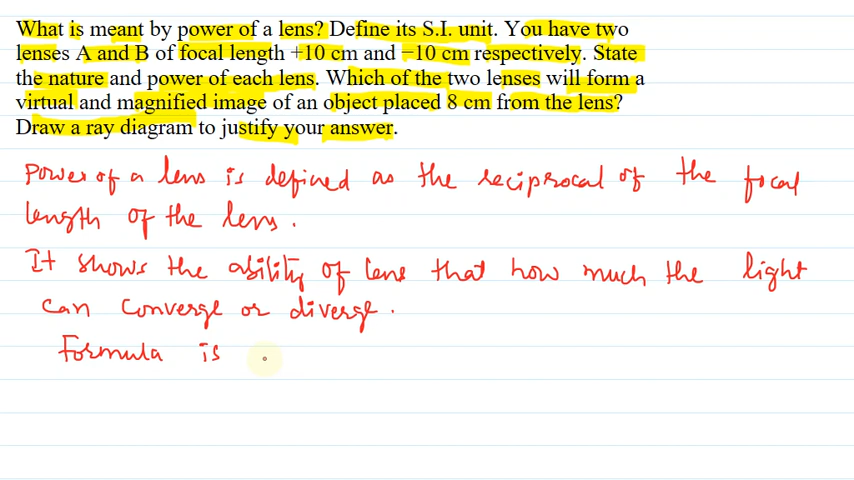 What is meant by power of a lens? Define its S.I. unit. You have two
lenses A and B of focal length +10 cm and −10 cm respectively. State
the nature and power of each lens. Which of the two lenses will form a
virtual and magnified image of an object placed 8 cm from the lens?
Draw a ray diagram to justify your answer.
Power of a lens is defined as the reciprocal of the focal
length of the lens.
It shows the ability of lens that how much the light
can converge or diverge.
Formula is